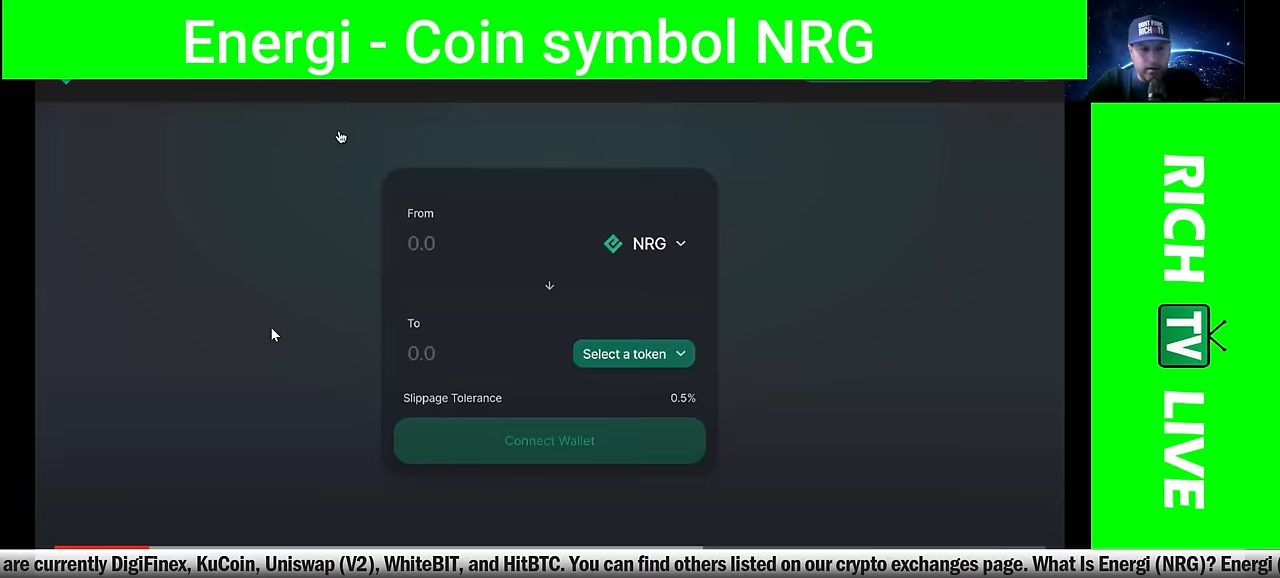 Energi - Coin symbol NRG
From
0.0
NRG
To
0.0
Select a token
Slippage Tolerance
0.5%
Connect Wallet
RICH TV LIVE
are currently DigiFinex, KuCoin, Uniswap (V2), WhiteBIT, and HitBTC. You can find others listed on our crypto exchanges page. What Is Energi (NRG)? Energi